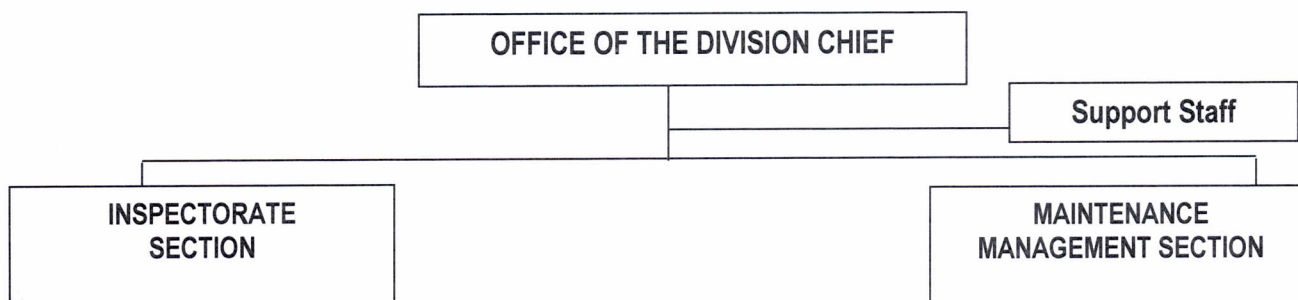 OFFICE OF THE DIVISION CHIEF
Support Staff
INSPECTORATE
SECTION
MAINTENANCE
MANAGEMENT SECTION